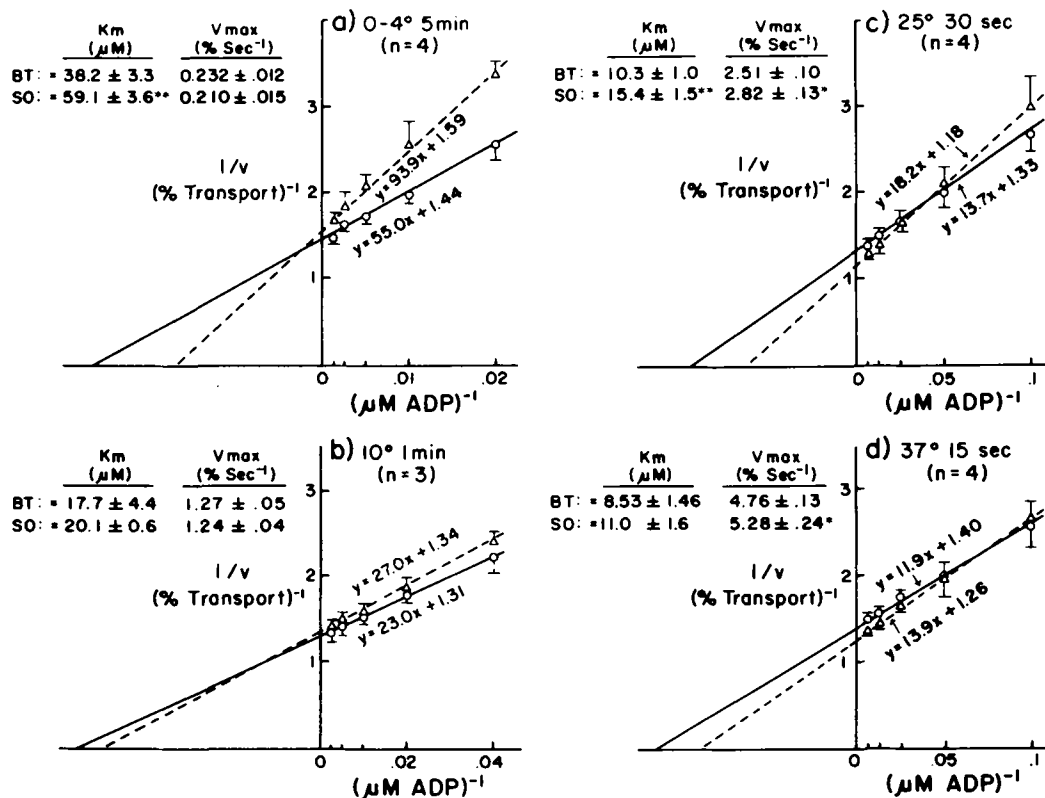 a) 0-4° 5min
(n=4)
Km Vmax
(μM) (% Sec⁻¹)
BT: = 38.2 ± 3.3 0.232 ± .012
SO: = 59.1 ± 3.6** 0.210 ± .015
3
2
1
1/v
(% Transport)⁻¹
y=93.9x+1.59
y=55.0x+1.44
0 .01 .02
(μM ADP)⁻¹
b) 10° 1min
(n=3)
Km Vmax
(μM) (% Sec⁻¹)
BT: = 17.7 ± 4.4 1.27 ± .05
SO: = 20.1 ± 0.6 1.24 ± .04
3
2
1
1/v
(% Transport)⁻¹
y=27.0x+1.34
y=23.0x+1.31
0 .02 .04
(μM ADP)⁻¹
c) 25° 30 sec
(n=4)
Km Vmax
(μM) (% Sec⁻¹)
BT: = 10.3 ± 1.0 2.51 ± .10
SO: = 15.4 ± 1.5** 2.82 ± .13*
3
2
1
1/v
(% Transport)⁻¹
y=18.2x+1.18
y=13.7x+1.33
0 .05 0.1
(μM ADP)⁻¹
d) 37° 15 sec
(n=4)
Km Vmax
(μM) (% Sec⁻¹)
BT: = 8.53 ± 1.46 4.76 ± .13
SO: = 11.0 ± 1.6 5.28 ± .24*
3
2
1
1/v
(% Transport)⁻¹
y=11.9x+1.40
y=13.9x+1.26
0 .05 0.1
(μM ADP)⁻¹